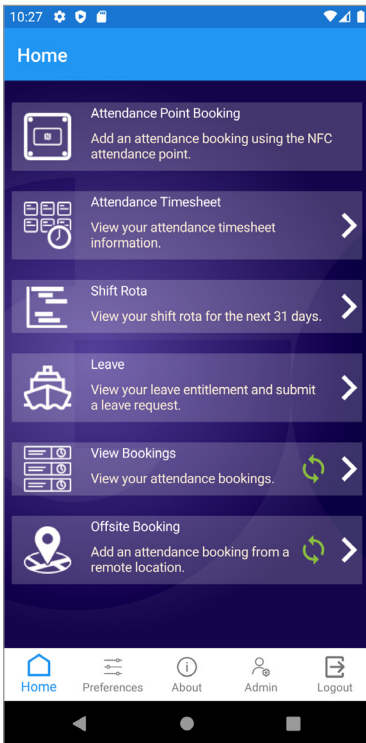 10:27
Home
Attendance Point Booking
Add an attendance booking using the NFC
attendance point.
Attendance Timesheet
View your attendance timesheet
information.
Shift Rota
View your shift rota for the next 31 days.
Leave
View your leave entitlement and submit
a leave request.
View Bookings
View your attendance bookings.
Offsite Booking
Add an attendance booking from a
remote location.
Home Preferences About Admin Logout